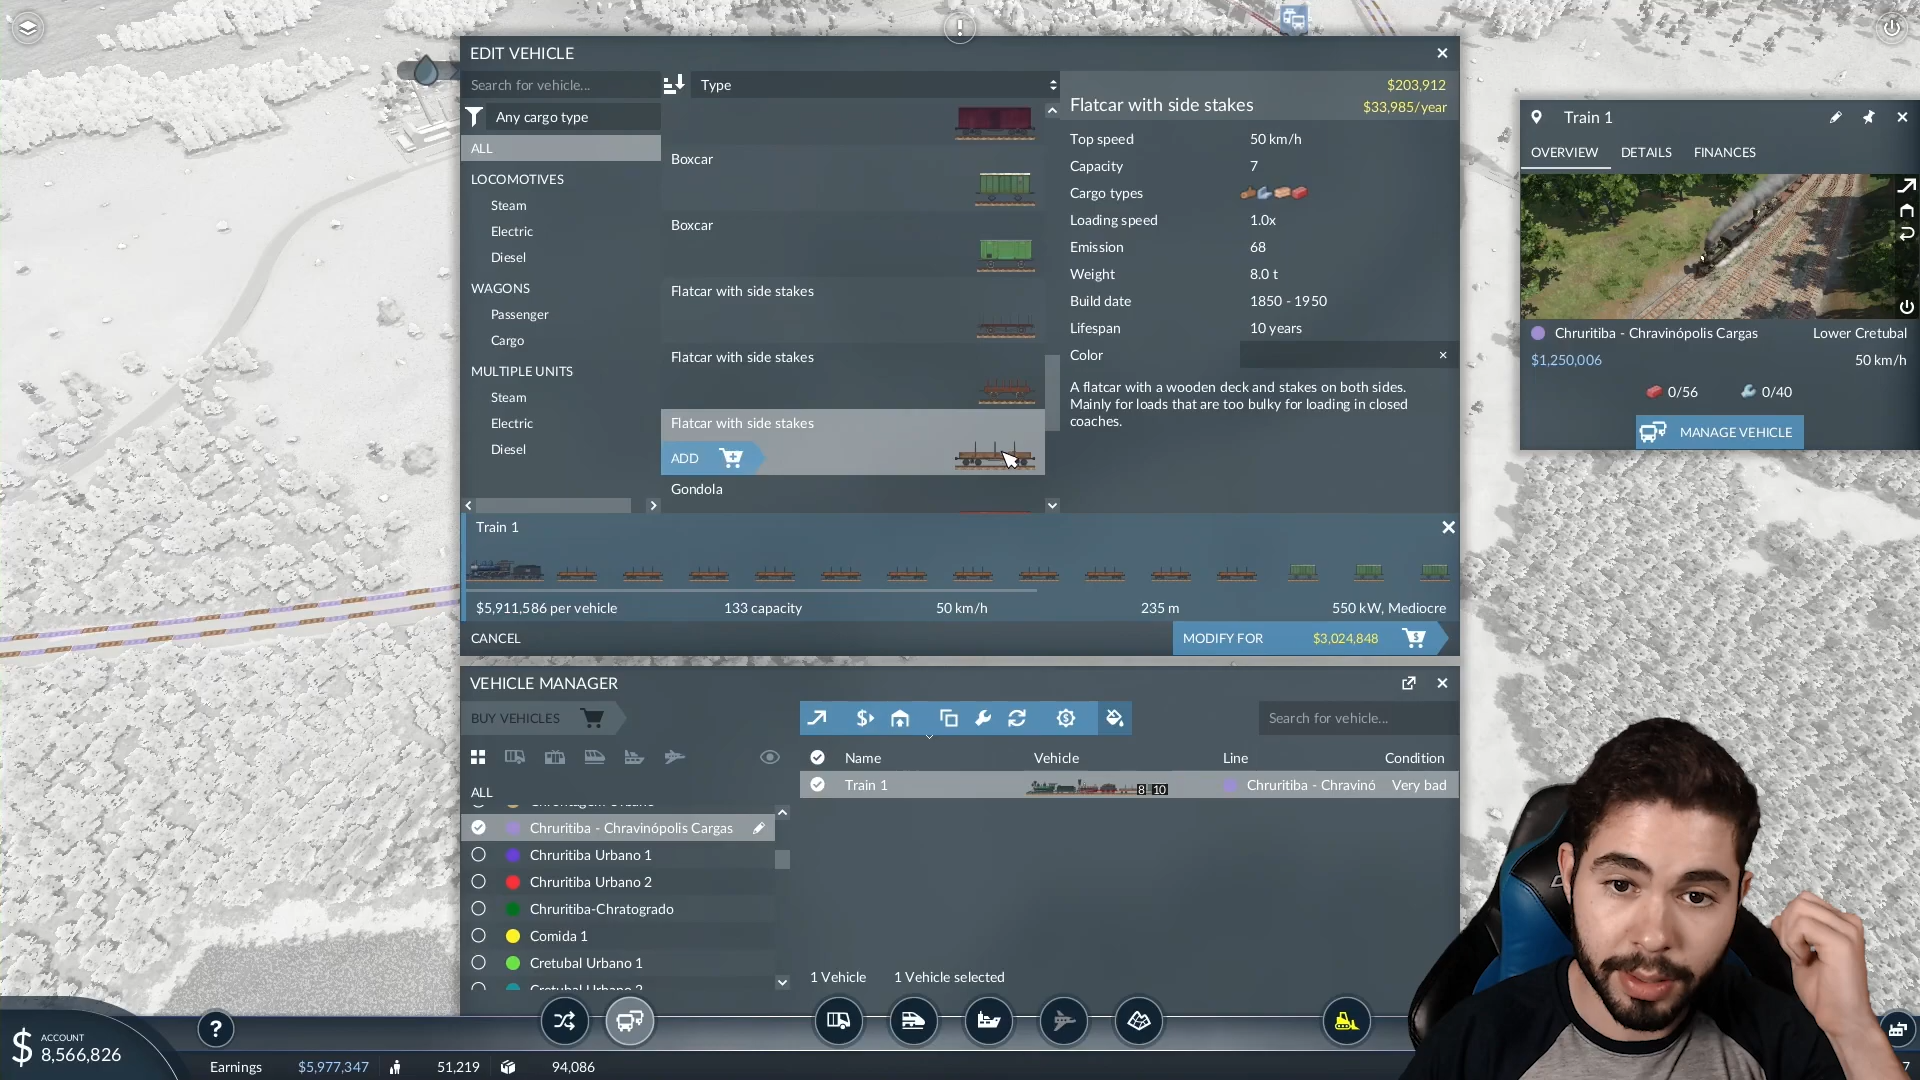 EDIT VEHICLE
Search for vehicle...
Type
Any cargo type
ALL
LOCOMOTIVES
Steam
Electric
Diesel
WAGONS
Passenger
Cargo
MULTIPLE UNITS
Steam
Electric
Diesel
Boxcar
Boxcar
Flatcar with side stakes
Flatcar with side stakes
Flatcar with side stakes
ADD
Gondola
$203,912
Flatcar with side stakes
$33,985/year
Top speed 50 km/h
Capacity 7
Cargo types
Loading speed 1.0x
Emission 68
Weight 8.0 t
Build date 1850 - 1950
Lifespan 10 years
Color
A flatcar with a wooden deck and stakes on both sides.
Mainly for loads that are too bulky for loading in closed
coaches.
Train 1
$5,911,586 per vehicle 133 capacity 50 km/h 235 m 550 kW, Mediocre
CANCEL
MODIFY FOR $3,024,848
Train 1
OVERVIEW DETAILS FINANCES
Chruritiba - Chravinópolis Cargas Lower Cretubal
$1,250,006 50 km/h
0/56 0/40
MANAGE VEHICLE
VEHICLE MANAGER
BUY VEHICLES
Search for vehicle...
ALL
Chruritiba - Chravinópolis Cargas
Chruritiba Urbano 1
Chruritiba Urbano 2
Chruritiba-Chratogrado
Comida 1
Cretubal Urbano 1
Cretubal Urbano 2
Name Vehicle Line Condition
Train 1 8 10 Chruritiba - Chravinó Very bad
1 Vehicle 1 Vehicle selected
$ ACCOUNT
8,566,826
?
Earnings $5,977,347 51,219 94,086
7